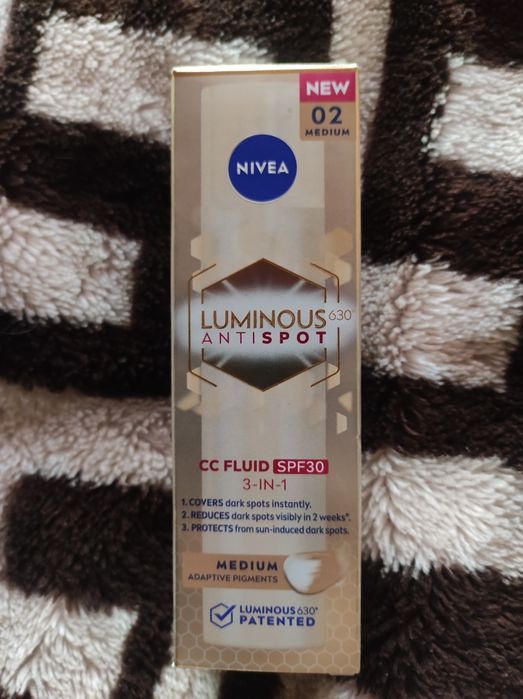 NEW
02
MEDIUM
NIVEA
LUMINOUS630®
ANTISPOT
CC FLUID SPF30
3-IN-1
1. COVERS dark spots instantly.
2. REDUCES dark spots visibly in 2 weeks*.
3. PROTECTS from sun-induced dark spots.
MEDIUM
ADAPTIVE PIGMENTS
LUMINOUS630®
PATENTED